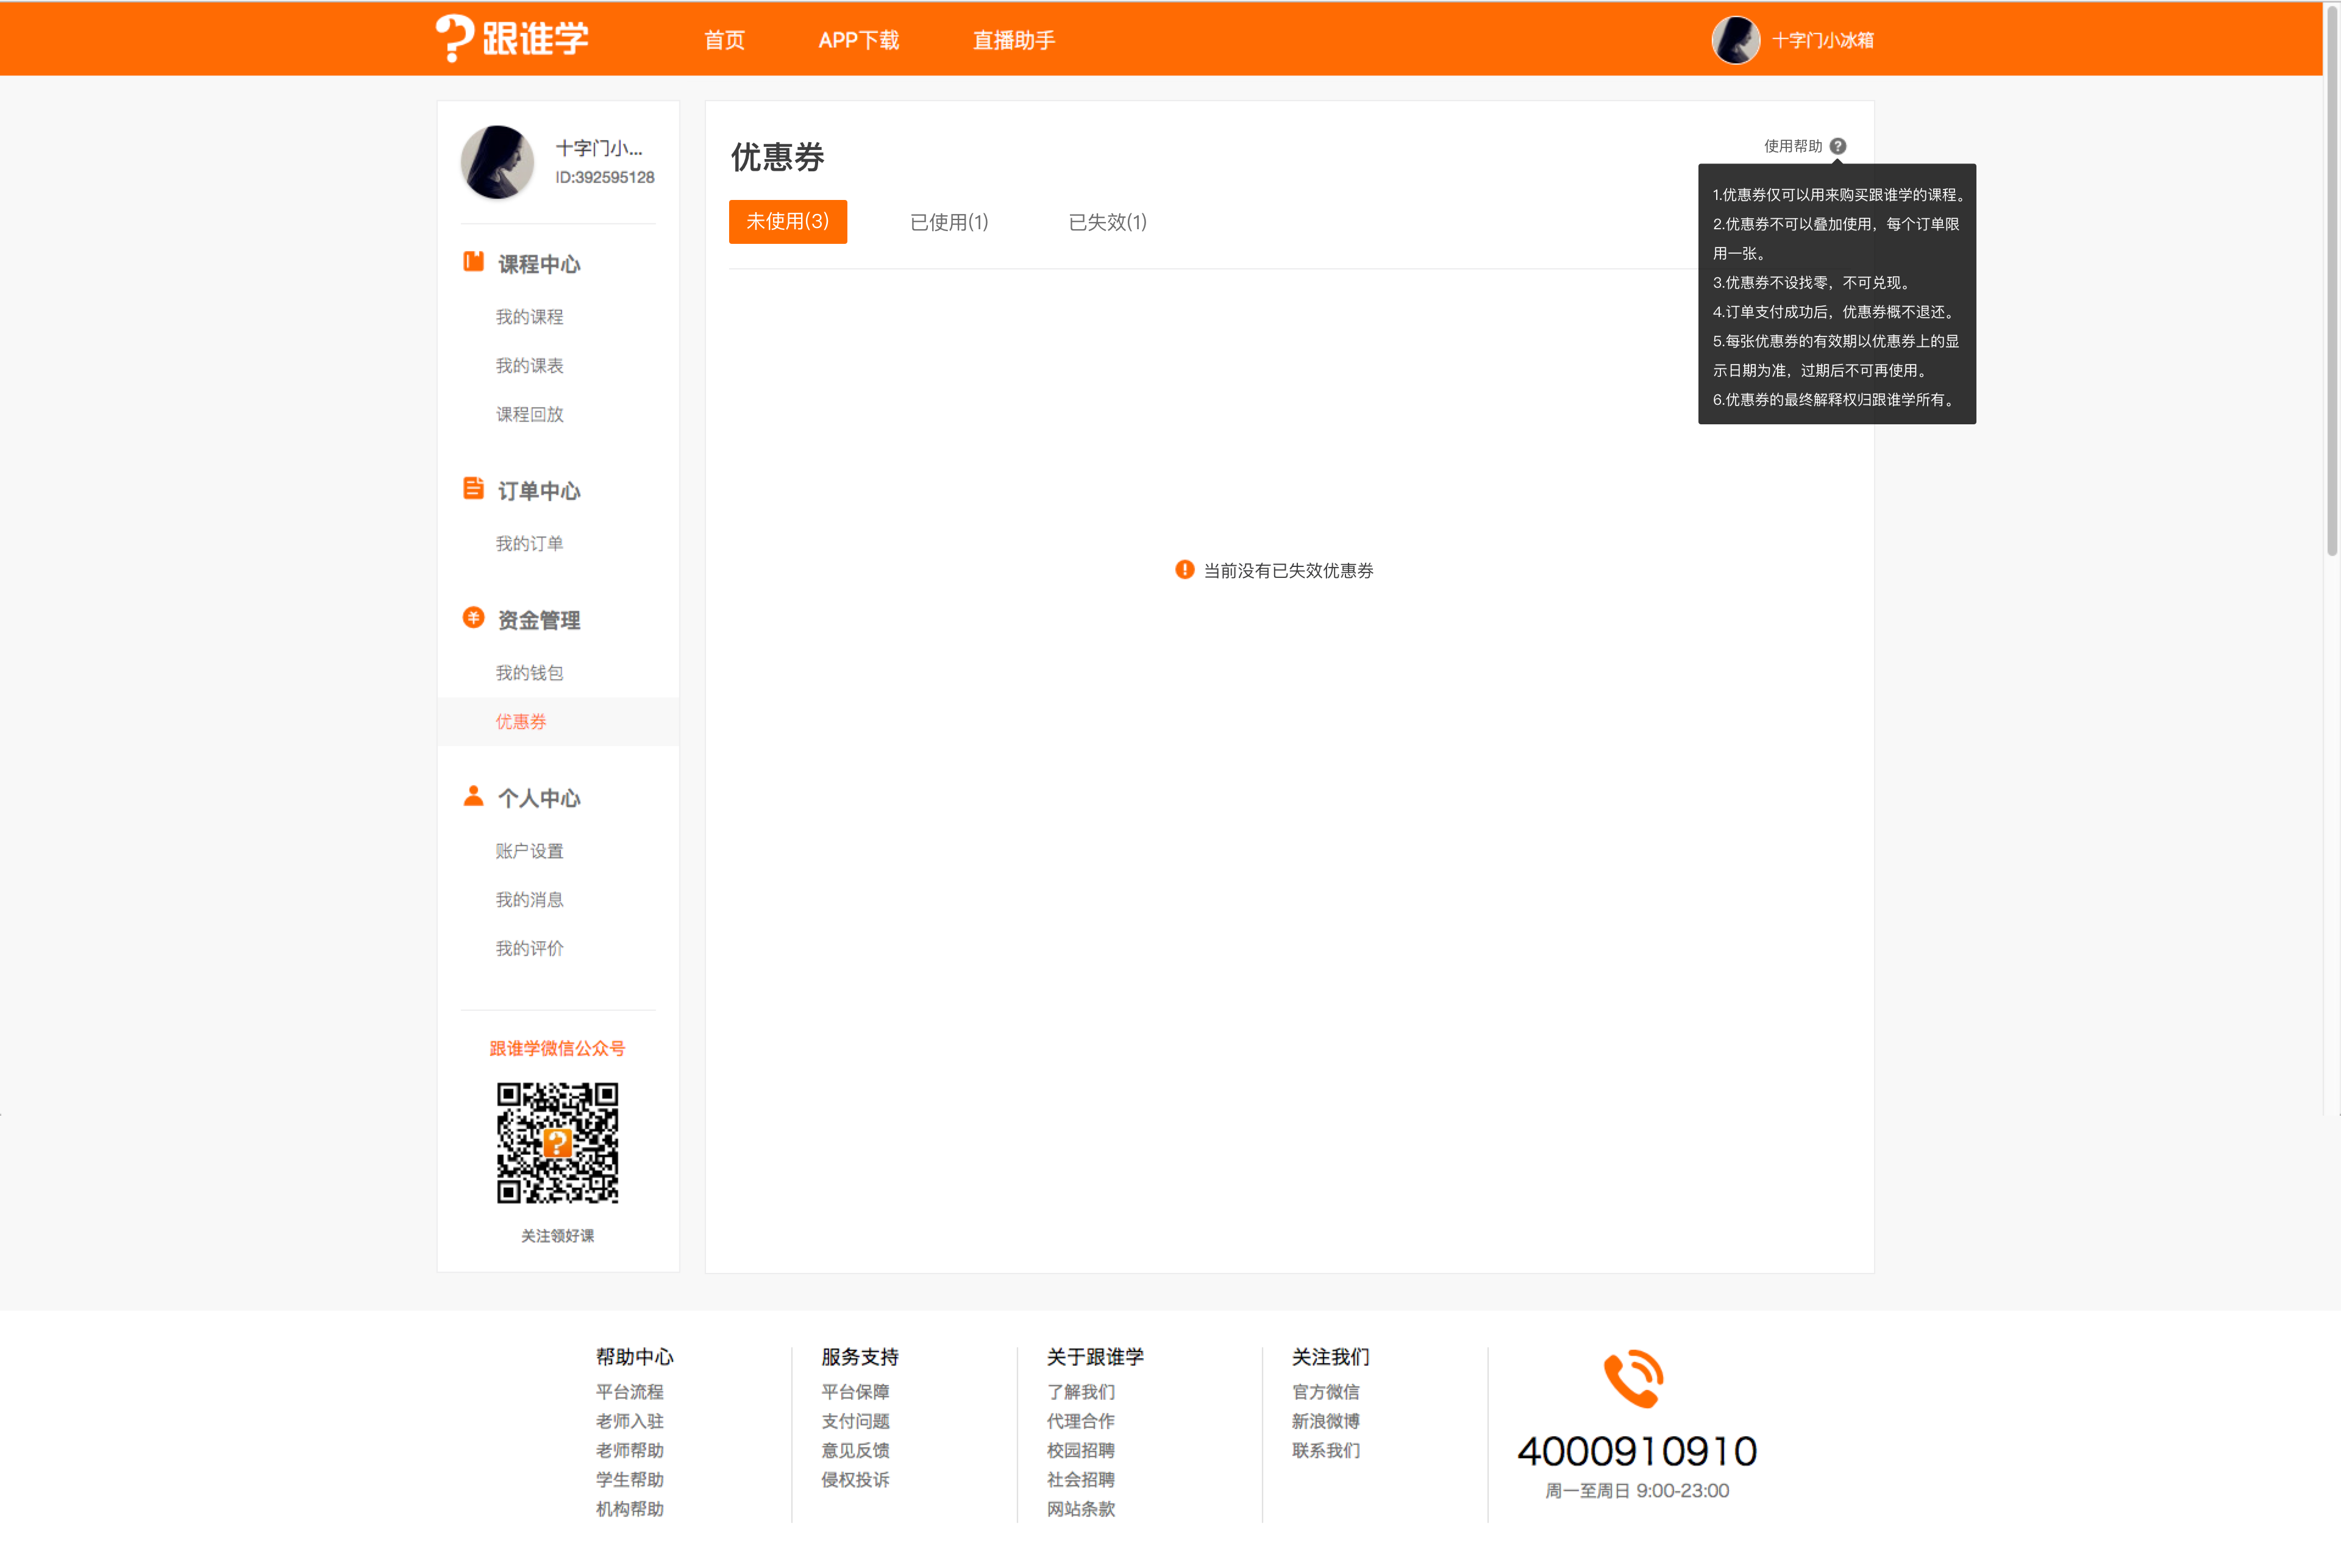 跟谁学
首页
APP下载
直播助手
十字门小冰箱
十字门小...
ID:392595128
课程中心
我的课程
我的课表
课程回放
订单中心
我的订单
资金管理
我的钱包
优惠券
个人中心
账户设置
我的消息
我的评价
跟谁学微信公众号
关注领好课
优惠券
使用帮助
未使用(3)
已使用(1)
已失效(1)
1.优惠券仅可以用来购买跟谁学的课程。
2.优惠券不可以叠加使用，每个订单限
用一张。
3.优惠券不设找零，不可兑现。
4.订单支付成功后，优惠券概不退还。
5.每张优惠券的有效期以优惠券上的显
示日期为准，过期后不可再使用。
6.优惠券的最终解释权归跟谁学所有。
当前没有已失效优惠券
帮助中心
平台流程
老师入驻
老师帮助
学生帮助
机构帮助
服务支持
平台保障
支付问题
意见反馈
侵权投诉
关于跟谁学
了解我们
代理合作
校园招聘
社会招聘
网站条款
关注我们
官方微信
新浪微博
联系我们
4000910910
周一至周日 9:00-23:00